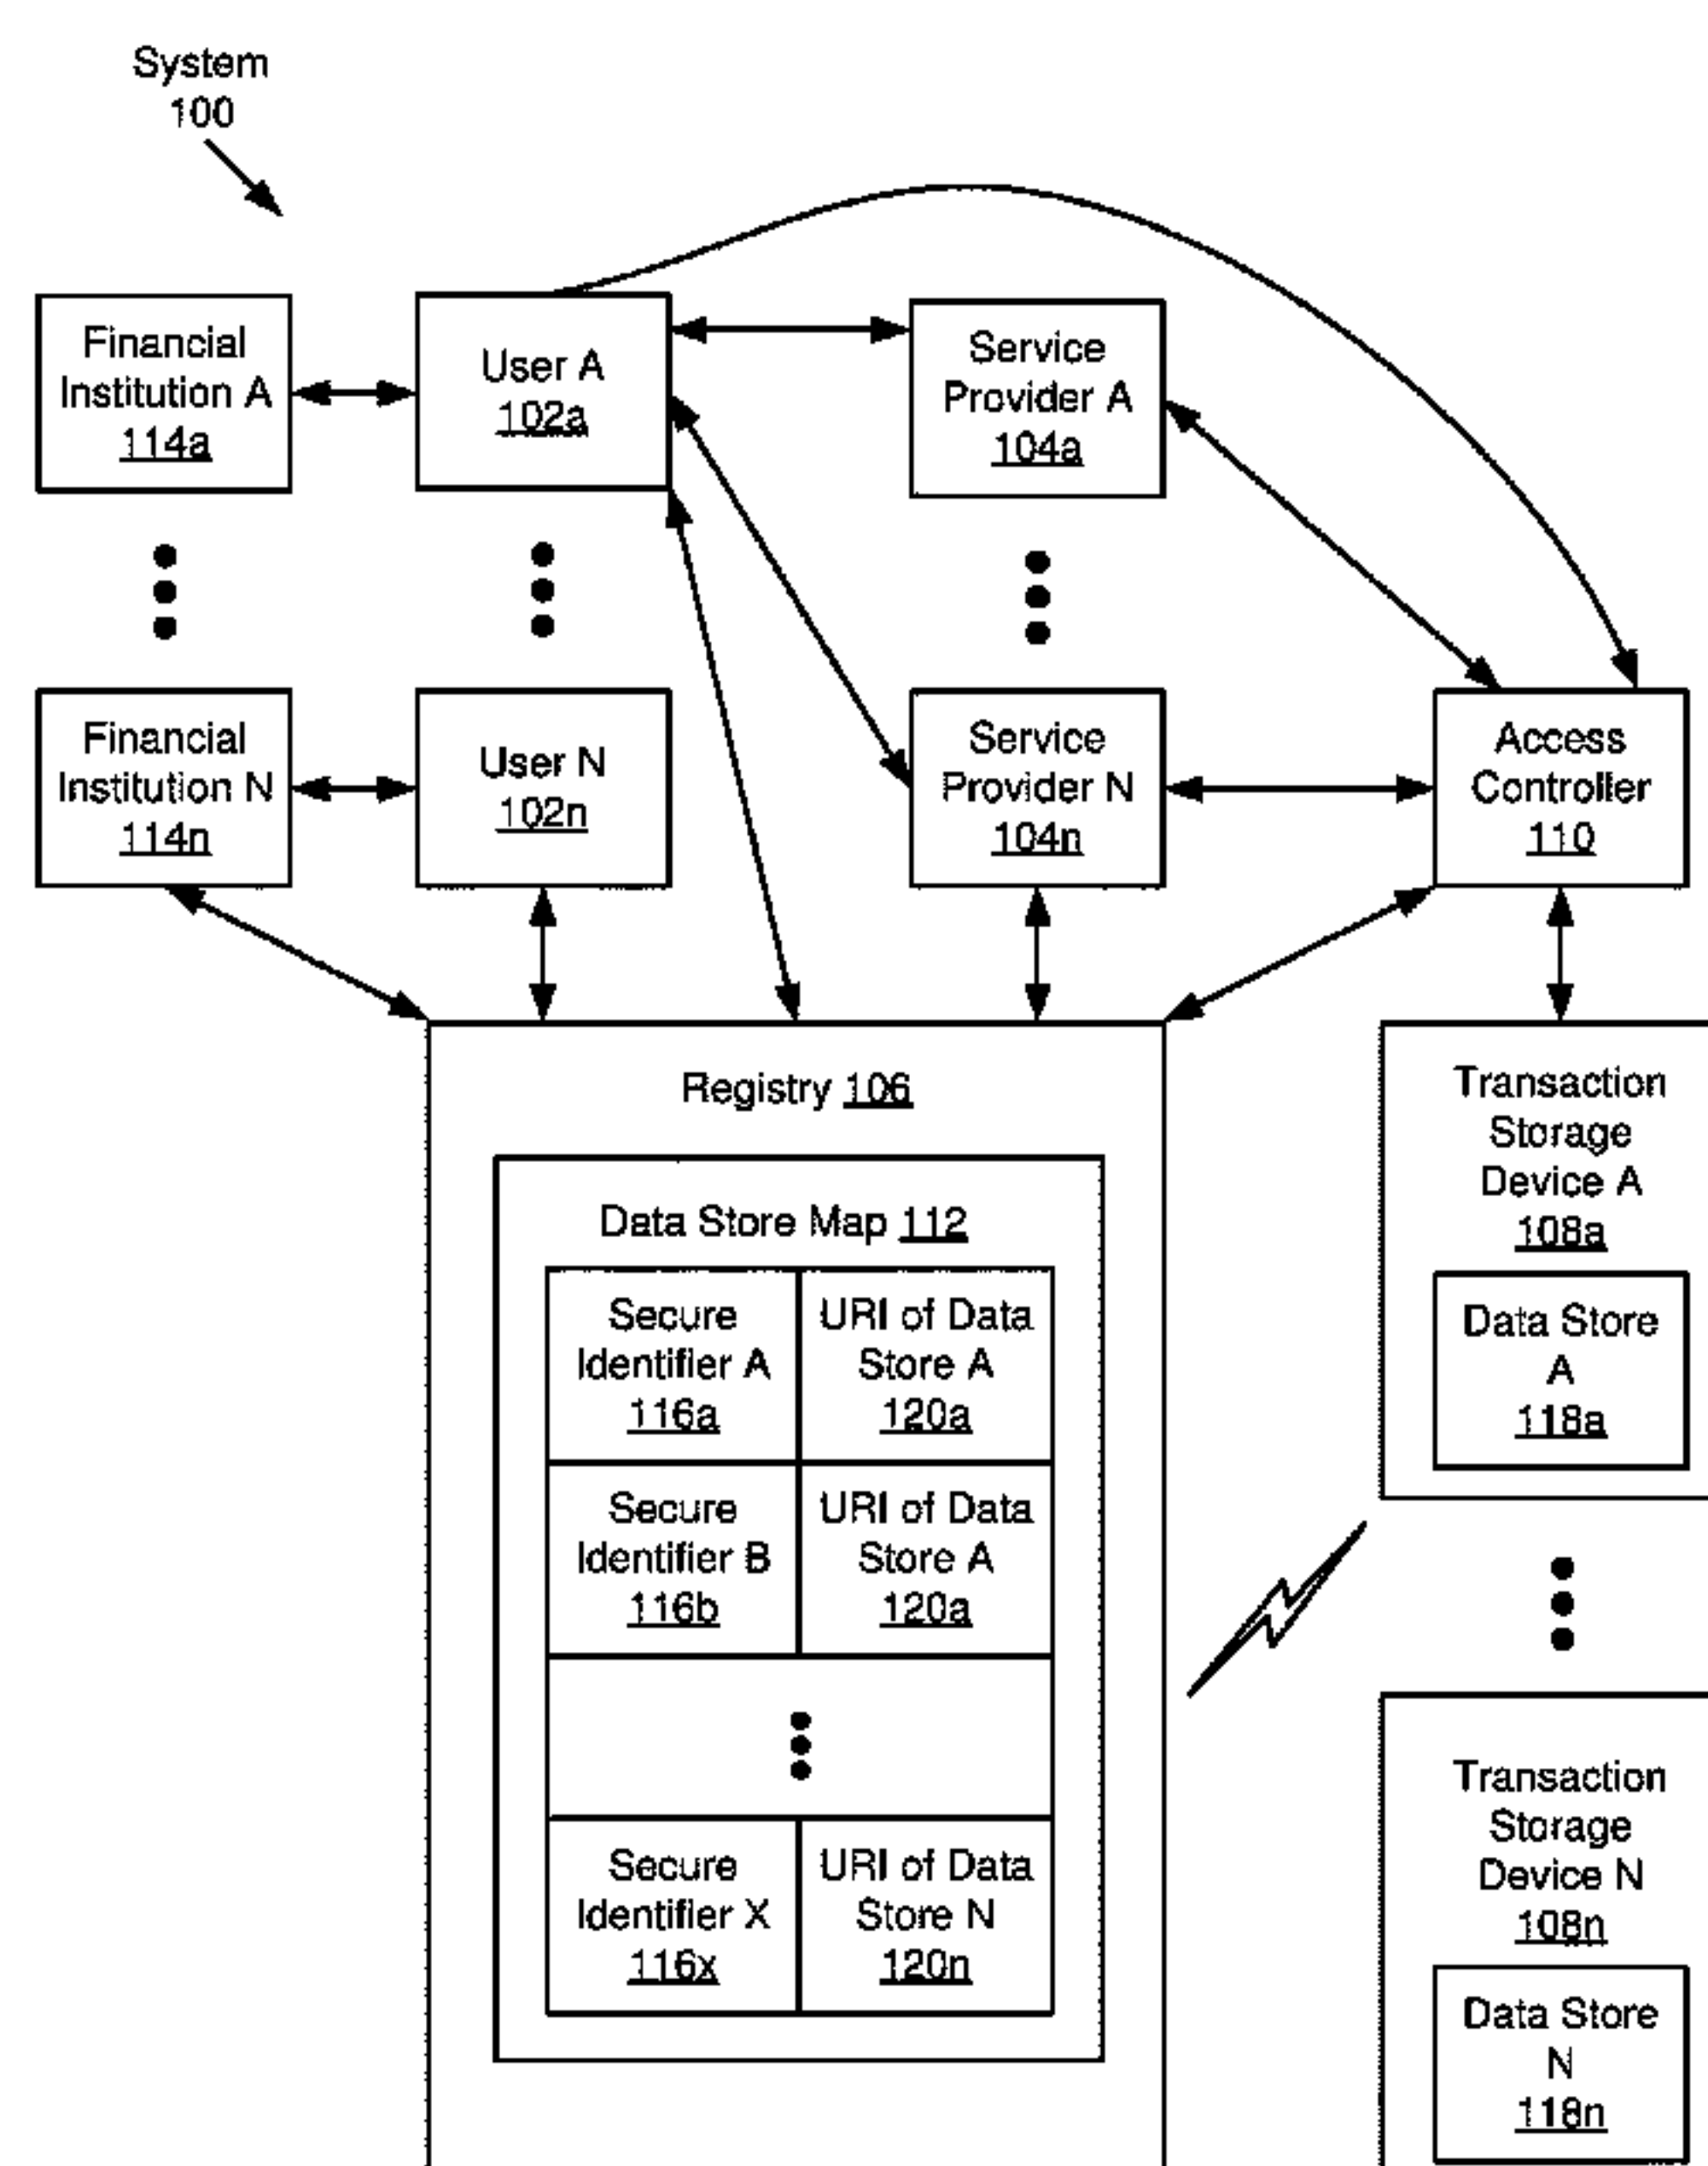 System
100
Financial
Institution A
114a
User A
102a
Service
Provider A
104a
Financial
Institution N
114n
User N
102n
Service
Provider N
104n
Access
Controller
110
Registry 106
Data Store Map 112
Secure
Identifier A
116a
URI of Data
Store A
120a
Secure
Identifier B
116b
URI of Data
Store A
120a
Secure
Identifier X
116x
URI of Data
Store N
120n
Transaction
Storage
Device A
108a
Data Store
A
118a
Transaction
Storage
Device N
108n
Data Store
N
118n